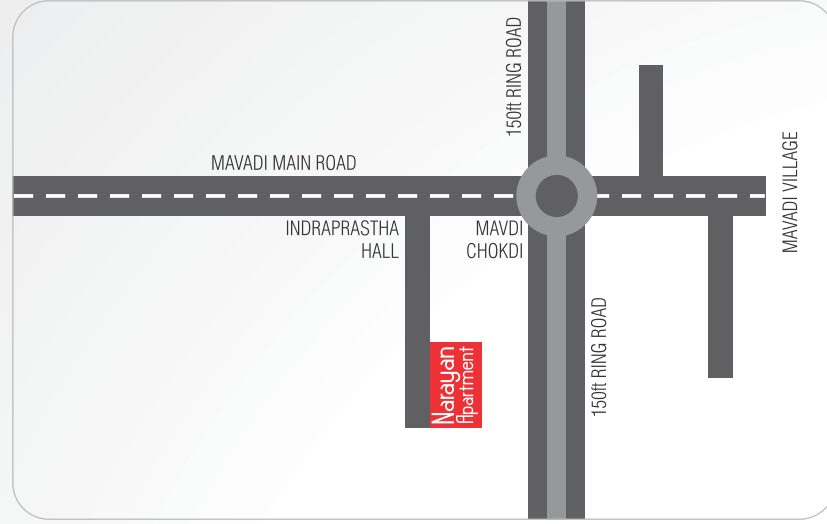 150ft RING ROAD
MAVADI MAIN ROAD
MAVADI VILLAGE
INDRAPRASTHA
HALL
MAVDI
CHOKDI
150ft RING ROAD
Narayan
Apartment